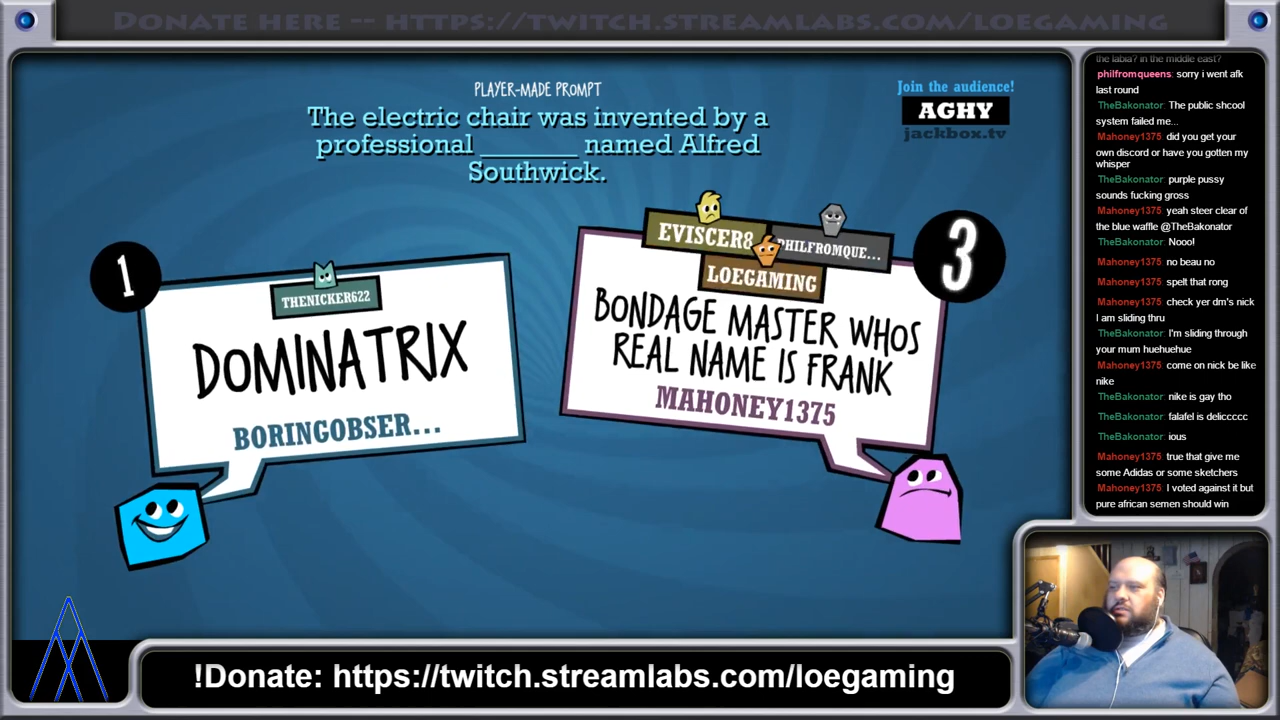 Donate here -- https://twitch.streamlabs.com/loegaming
PLAYER-MADE PROMPT
The electric chair was invented by a
professional _______ named Alfred
Southwick.
Join the audience!
AGHY
jackbox.tv
1
THENICKER622
DOMINATRIX
BORINGOBSER...
EVISCER8
PHILFROMQUE...
LOEGAMING
3
BONDAGE MASTER WHOS
REAL NAME IS FRANK
MAHONEY1375
the labia? in the middle east?
philfromqueens: sorry i went afk
last round
TheBakonator: The public shcool
system failed me...
Mahoney1375: did you get your
own discord or have you gotten my
whisper
TheBakonator: purple pussy
sounds fucking gross
Mahoney1375: yeah steer clear of
the blue waffle @TheBakonator
TheBakonator: Nooo!
Mahoney1375: no beau no
Mahoney1375: spelt that rong
Mahoney1375: check yer dm's nick
I am sliding thru
TheBakonator: I'm sliding through
your mum huehuehue
Mahoney1375: come on nick be like
nike
TheBakonator: nike is gay tho
TheBakonator: falafel is deliccccc
TheBakonator: ious
Mahoney1375: true that give me
some Adidas or some sketchers
Mahoney1375: I voted against it but
pure african semen should win
!Donate: https://twitch.streamlabs.com/loegaming